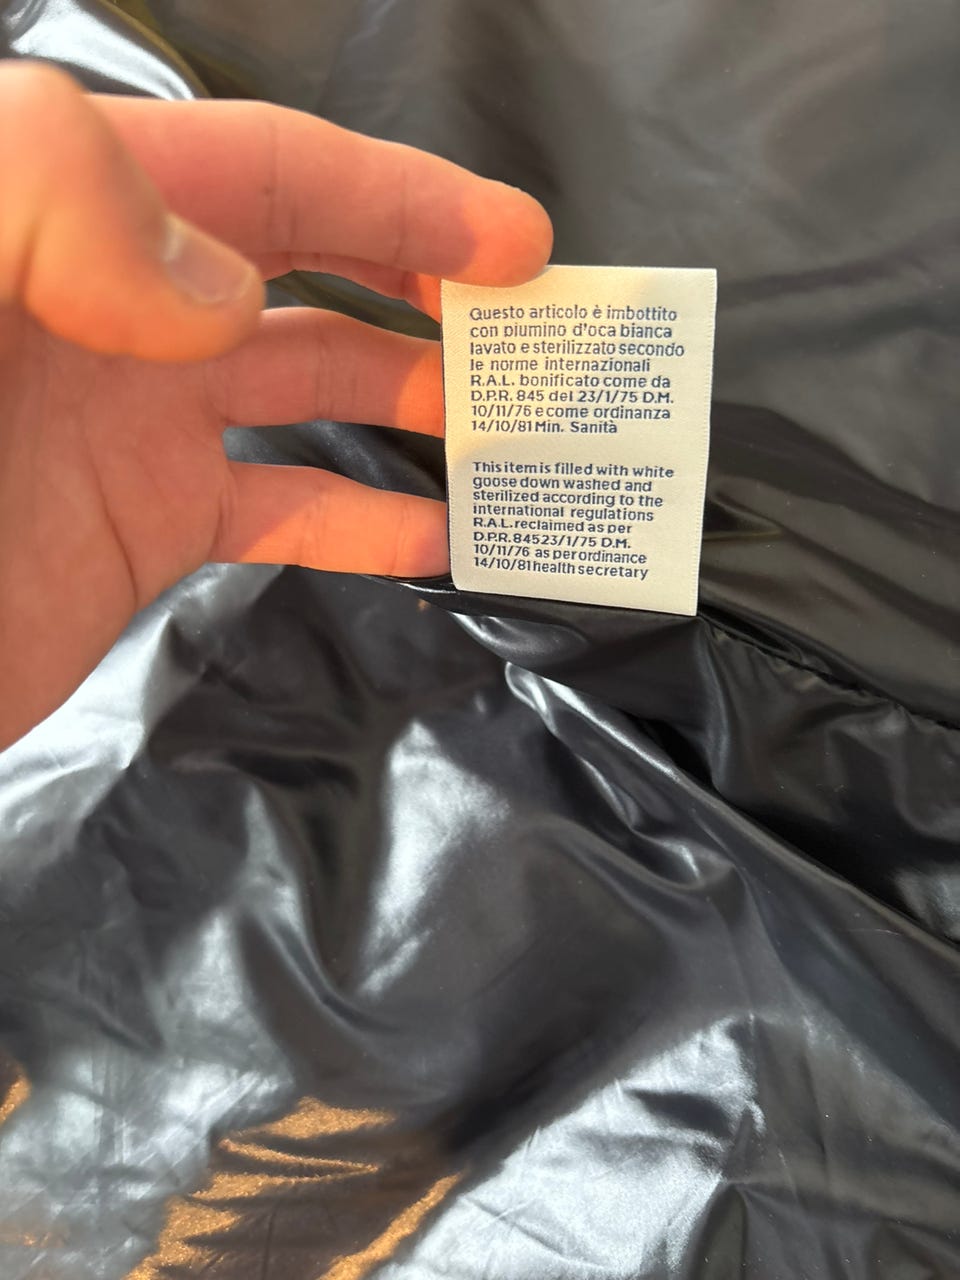 Questo articolo è imbottito
con piumino d'oca bianca
lavato e sterilizzato secondo
le norme internazionali
R.A.L. bonificato come da
D.P.R. 845 del 23/1/75 D.M.
10/11/76 e come ordinanza
14/10/81 Min. Sanità
This item is filled with white
goose down washed and
sterilized according to the
international regulations
R.A.L. reclaimed as per
D.P.R. 84523/1/75 D.M.
10/11/76 as per ordinance
14/10/81 health secretary